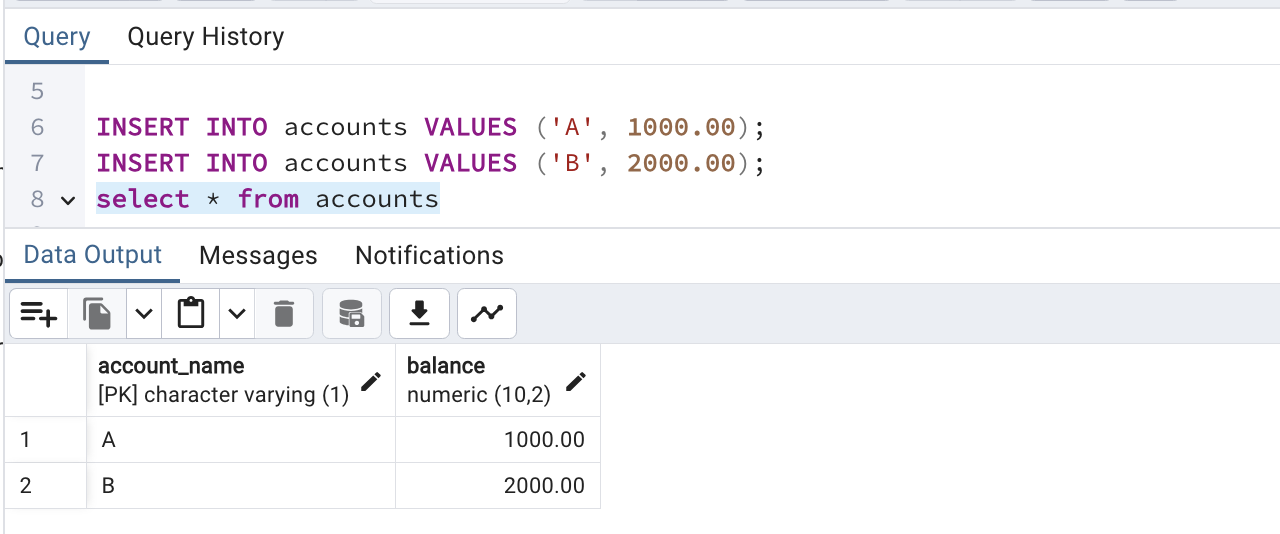 Query Query History
5
6 INSERT INTO accounts VALUES ('A', 1000.00);
7 INSERT INTO accounts VALUES ('B', 2000.00);
8 select * from accounts
Data Output Messages Notifications
account_name balance
[PK] character varying (1) numeric (10,2)
1 A 1000.00
2 B 2000.00